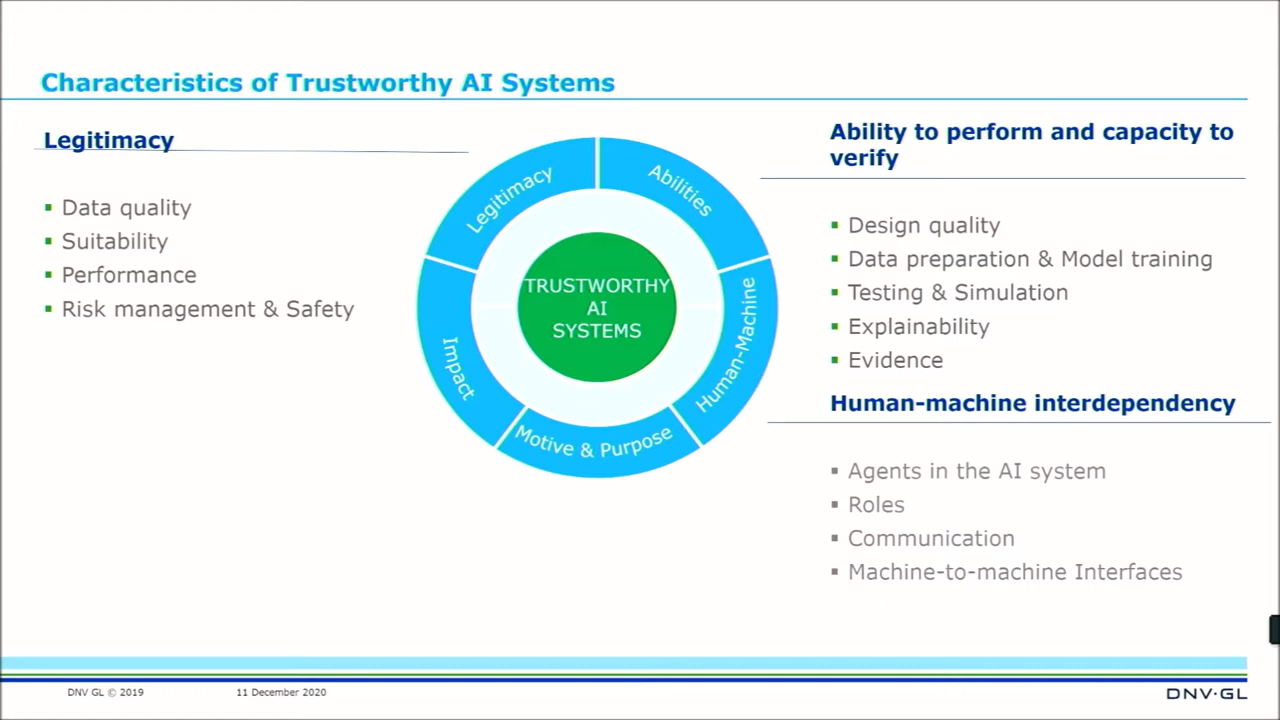 Characteristics of Trustworthy AI Systems
Legitimacy
Data quality
Suitability
Performance
Risk management & Safety
Legitimacy
Abilities
Human-Machine
Motive & Purpose
Impact
TRUSTWORTHY
AI
SYSTEMS
Ability to perform and capacity to
verify
Design quality
Data preparation & Model training
Testing & Simulation
Explainability
Evidence
Human-machine interdependency
Agents in the AI system
Roles
Communication
Machine-to-machine Interfaces
DNV GL © 2019
11 December 2020
DNV·GL